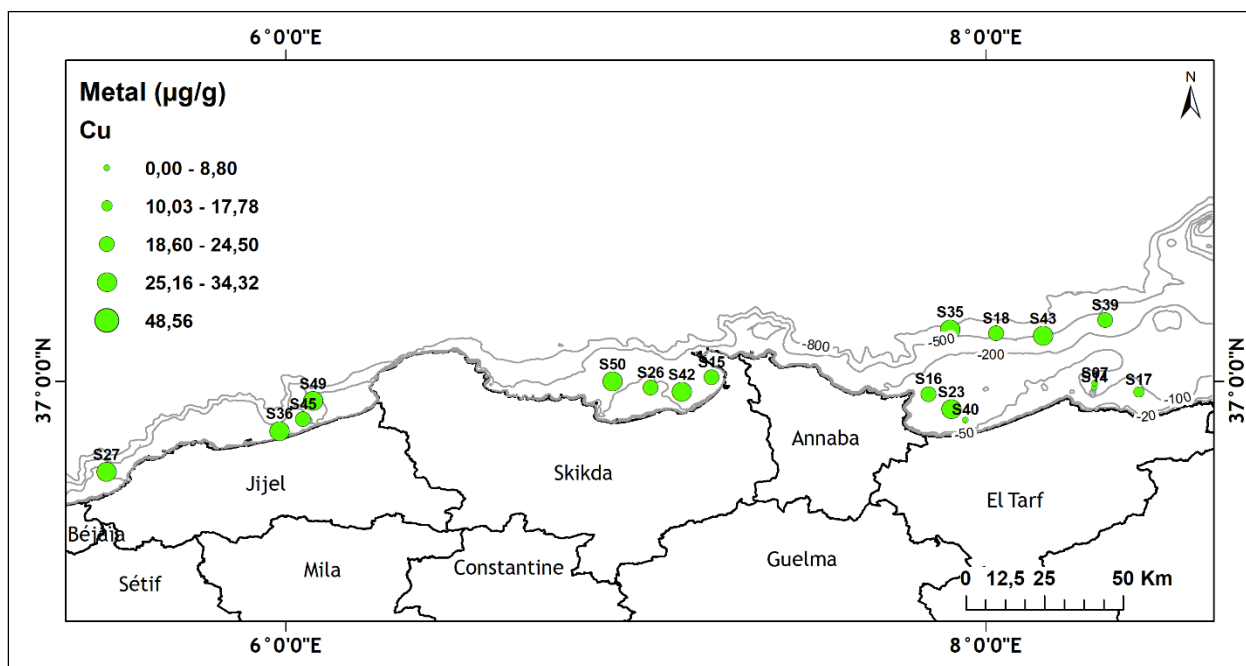 6°0'0"E
8°0'0"E
Metal (µg/g)
Cu
0,00 - 8,80
10,03 - 17,78
18,60 - 24,50
25,16 - 34,32
48,56
N
37°0'0"N
37°0'0"N
S35
S18
S43
S39
-800
-500
-200
S50
S26
S42
S15
S16
S23
S40
S17
-100
-20
-50
S49
S45
S36
S27
Annaba
Jijel
Skikda
El Tarf
Béjaia
Sétif
Mila
Constantine
Guelma
0 12,5 25 50 Km
6°0'0"E
8°0'0"E